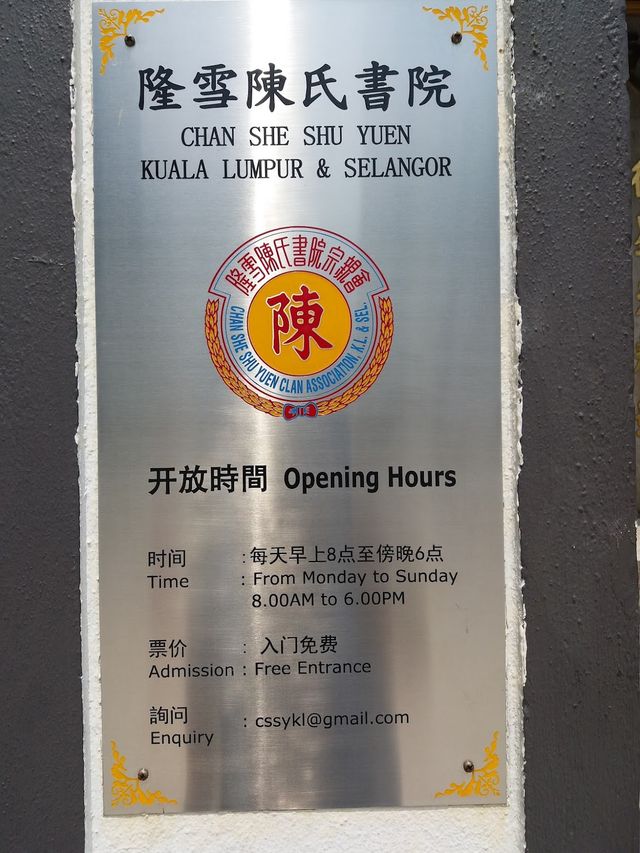 隆雪陳氏書院
CHAN SHE SHU YUEN
KUALA LUMPUR & SELANGOR
隆雪陳氏書院宗親會
陳
CHAN SHE SHU YUEN CLAN ASSOCIATION, K.L. & SEL.
开放時間 Opening Hours
时间 : 每天早上8点至傍晚6点
Time : From Monday to Sunday
8.00AM to 6.00PM
票价 : 入门免费
Admission : Free Entrance
詢问
Enquiry : cssykl@gmail.com